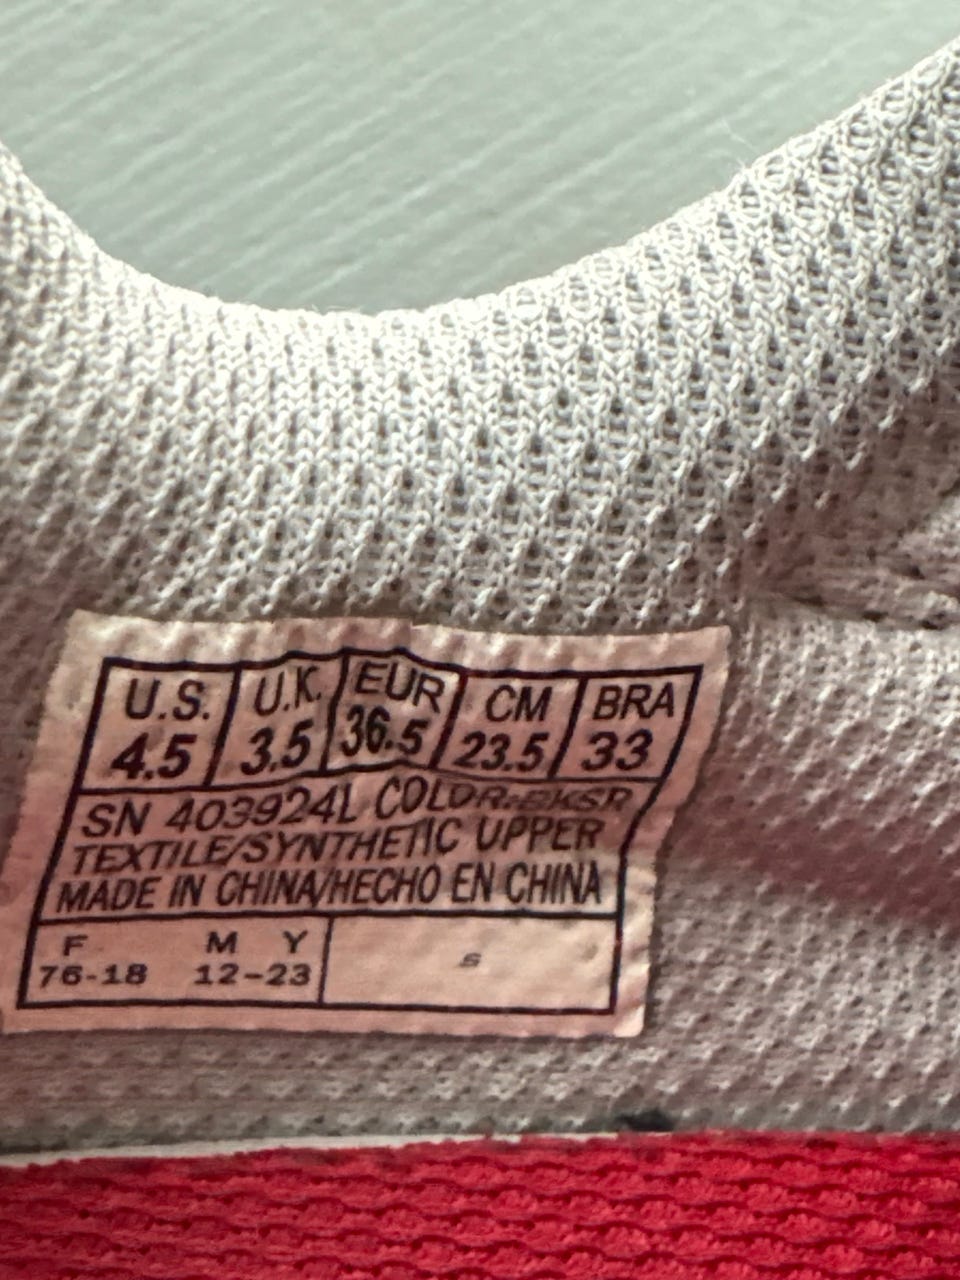 U.S. U.K. EUR CM BRA
4.5 3.5 36.5 23.5 33
SN 403924L COLOR:BKSR
TEXTILE/SYNTHETIC UPPER
MADE IN CHINA/HECHO EN CHINA
F M Y
76-18 12-23
S